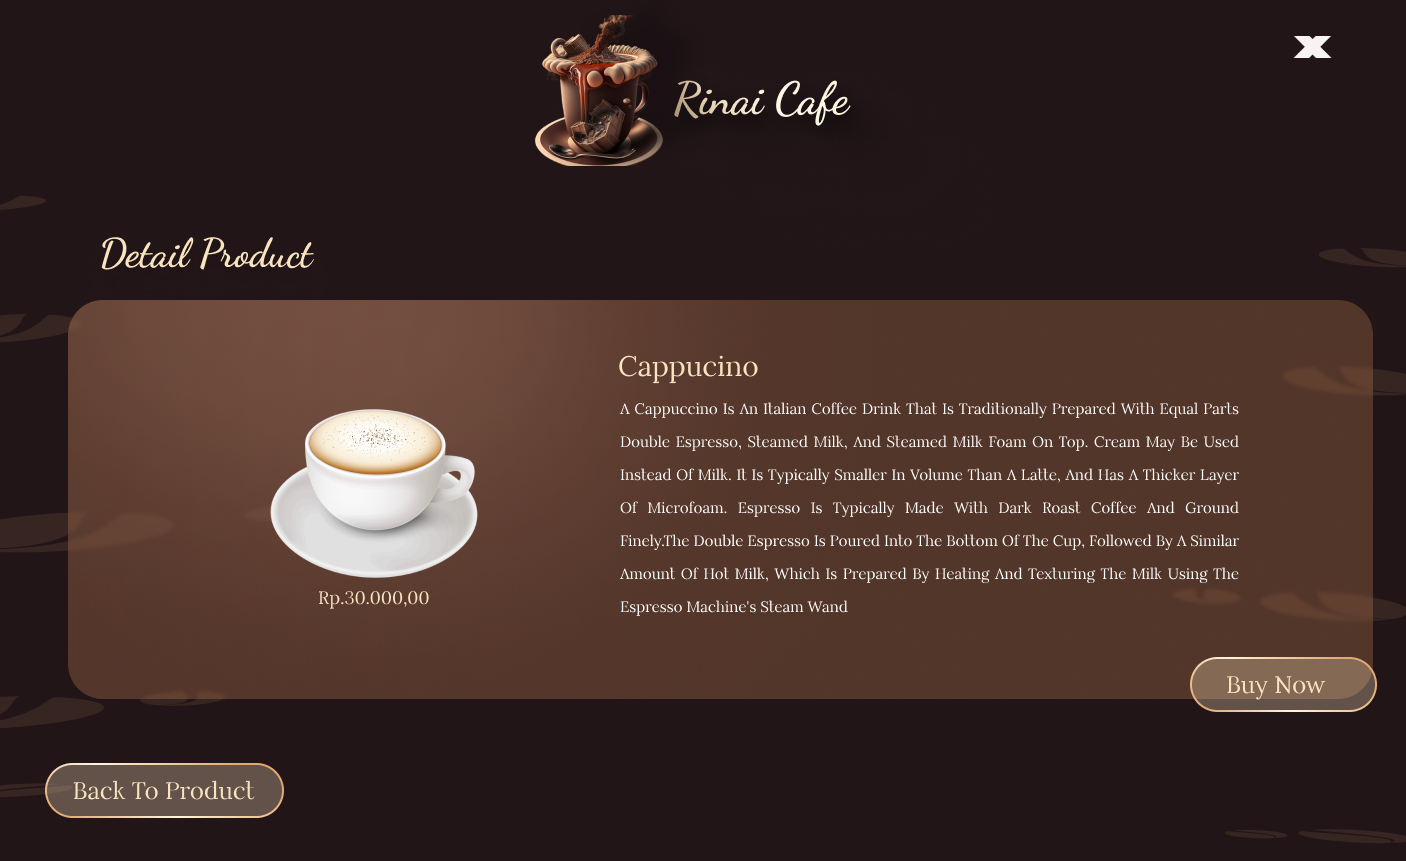 Rinai Cafe
Detail Product
Cappucino
A Cappuccino Is An Italian Coffee Drink That Is Traditionally Prepared With Equal Parts
Double Espresso, Steamed Milk, And Steamed Milk Foam On Top. Cream May Be Used
Instead Of Milk. It Is Typically Smaller In Volume Than A Latte, And Has A Thicker Layer
Of Microfoam. Espresso Is Typically Made With Dark Roast Coffee And Ground
Finely.The Double Espresso Is Poured Into The Bottom Of The Cup, Followed By A Similar
Amount Of Hot Milk, Which Is Prepared By Heating And Texturing The Milk Using The
Espresso Machine's Steam Wand
Rp.30.000,00
Buy Now
Back To Product